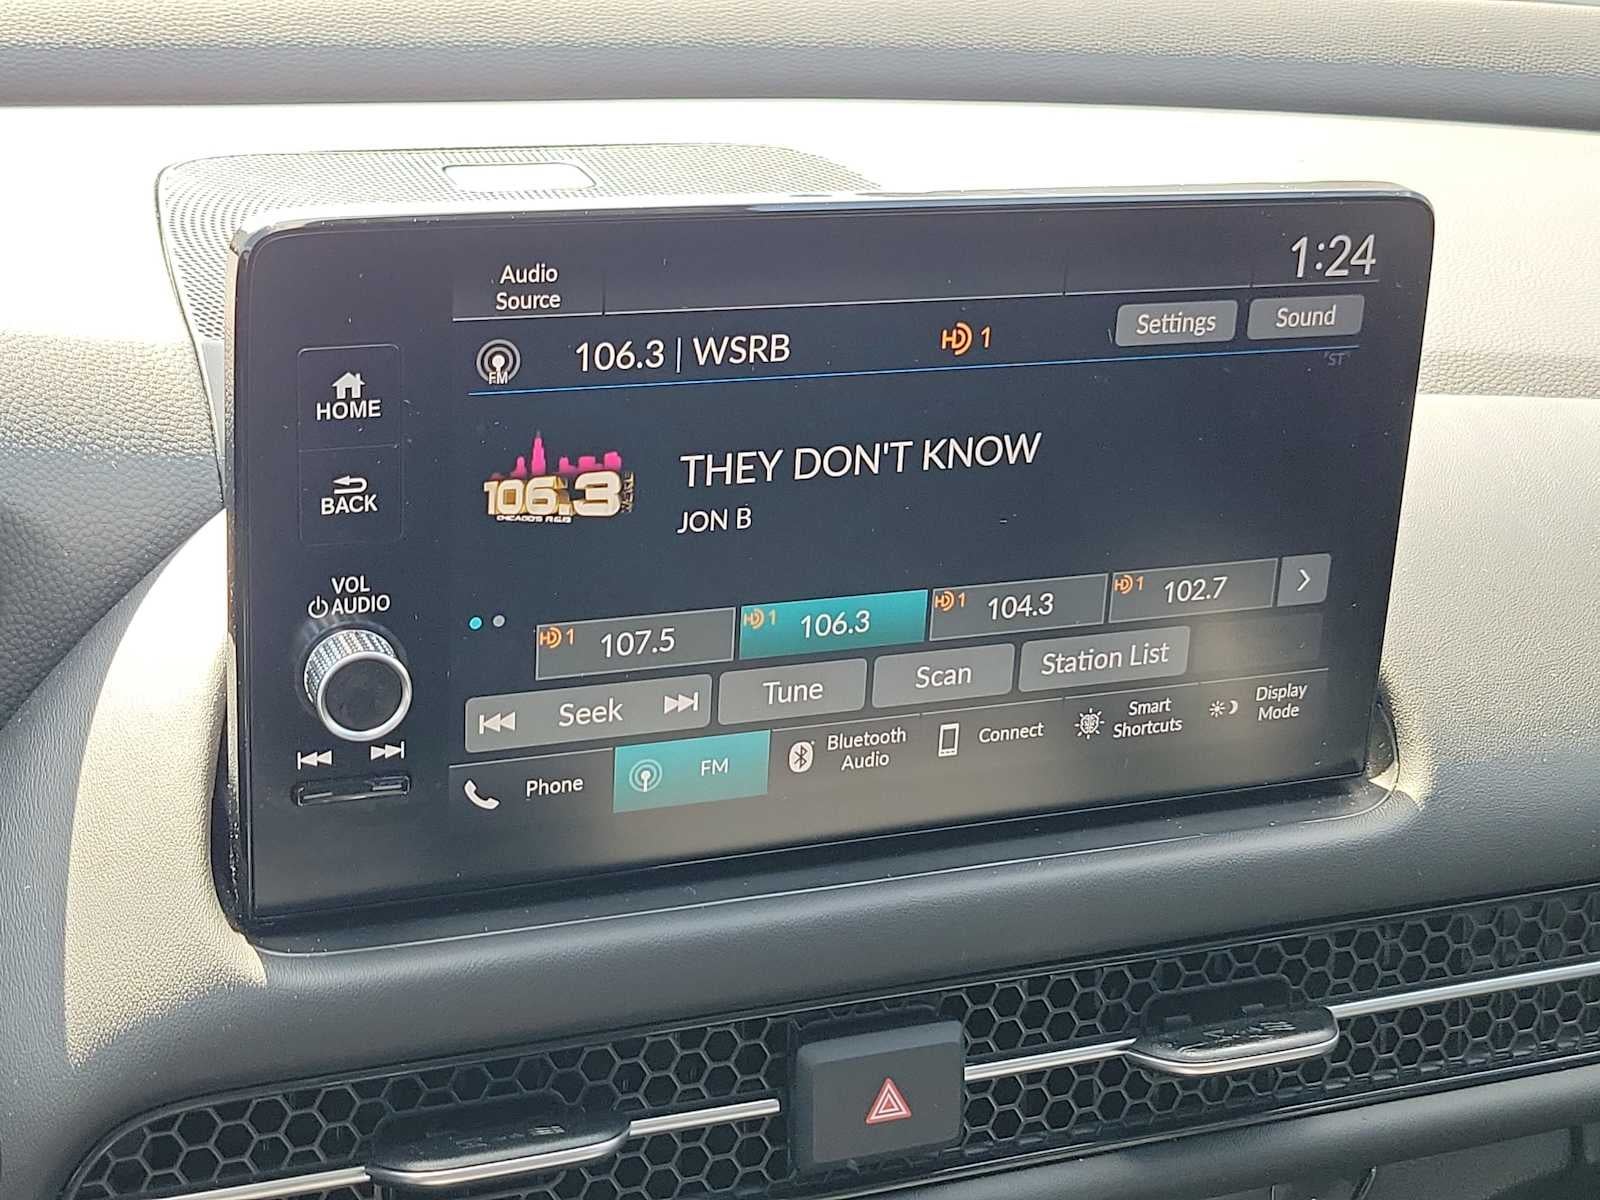 Audio
Source
1:24
FM
106.3 | WSRB
HD 1
Settings
Sound
ST
HOME
BACK
VOL
AUDIO
106.3
CHICAGO'S R&B
THEY DON'T KNOW
JON B
HD 1 107.5
HD 1 106.3
HD 1 104.3
HD 1 102.7
Seek
Tune
Scan
Station List
Phone
FM
Bluetooth
Audio
Connect
Smart
Shortcuts
Display
Mode